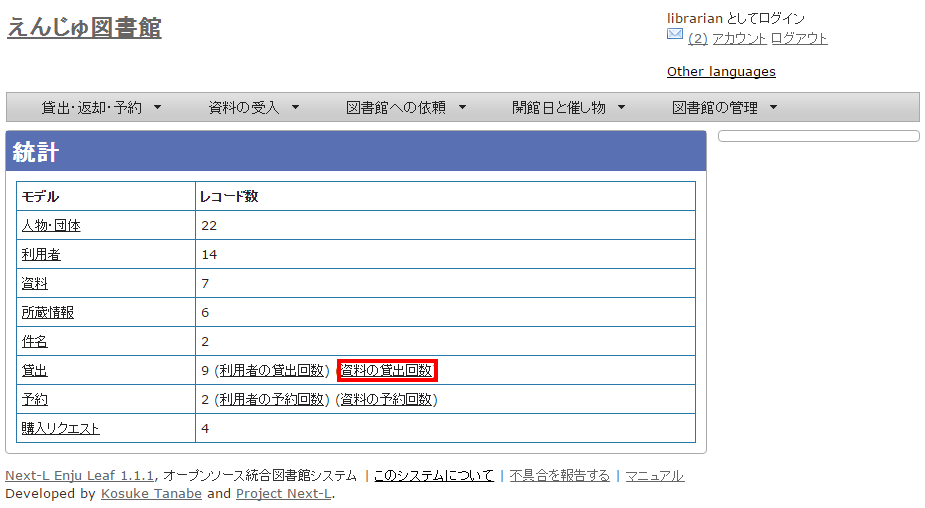 えんじゅ図書館
librarian としてログイン
(2) アカウント ログアウト
Other languages
貸出・返却・予約 ▼ 資料の受入 ▼ 図書館への依頼 ▼ 開館日と催し物 ▼ 図書館の管理 ▼
統計
モデル レコード数
人物・団体 22
利用者 14
資料 7
所蔵情報 6
件名 2
貸出 9 (利用者の貸出回数) (資料の貸出回数)
予約 2 (利用者の予約回数) (資料の予約回数)
購入リクエスト 4
Next-L Enju Leaf 1.1.1, オープンソース統合図書館システム | このシステムについて | 不具合を報告する | マニュアル
Developed by Kosuke Tanabe and Project Next-L.